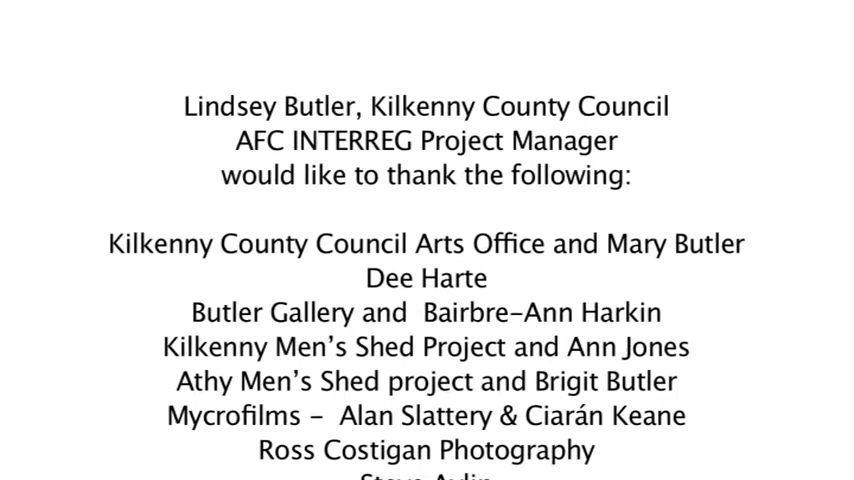 Lindsey Butler, Kilkenny County Council
AFC INTERREG Project Manager
would like to thank the following:
Kilkenny County Council Arts Office and Mary Butler
Dee Harte
Butler Gallery and Bairbre-Ann Harkin
Kilkenny Men's Shed Project and Ann Jones
Athy Men's Shed project and Brigit Butler
Mycrofilms - Alan Slattery & Ciarán Keane
Ross Costigan Photography